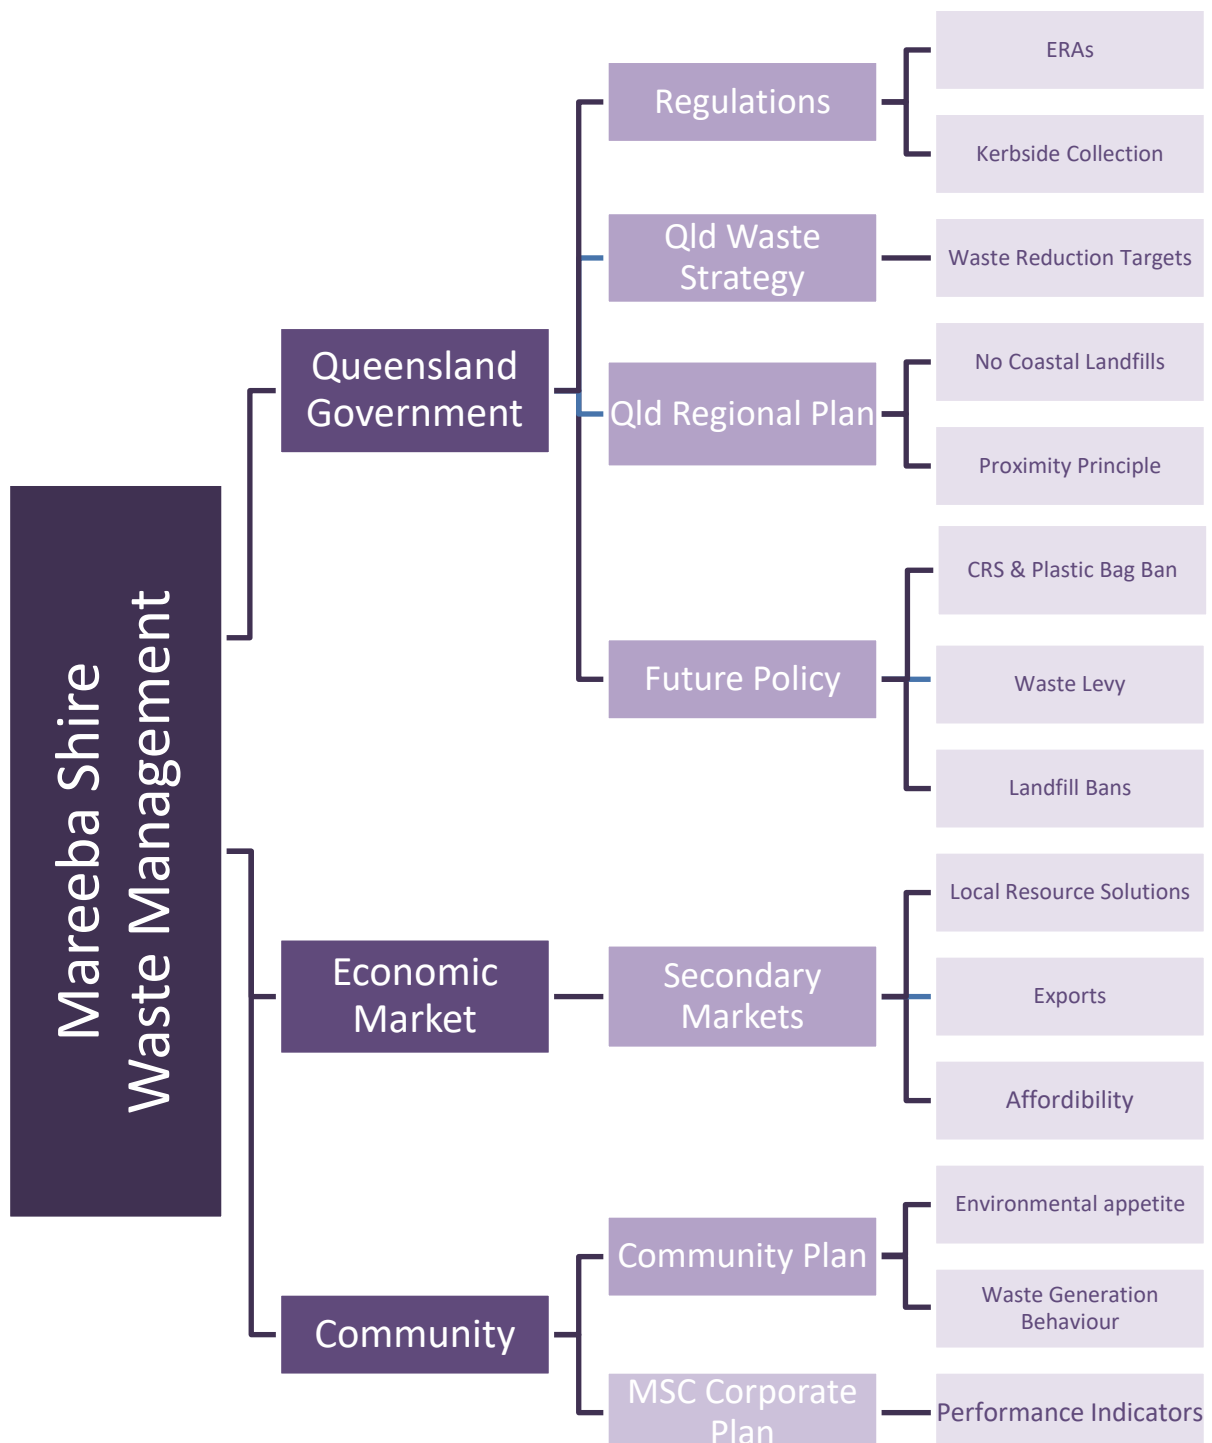 Mareeba Shire
Waste Management
Queensland
Government
Regulations
ERAs
Kerbside Collection
Qld Waste
Strategy
Waste Reduction Targets
Qld Regional Plan
No Coastal Landfills
Proximity Principle
Future Policy
CRS & Plastic Bag Ban
Waste Levy
Landfill Bans
Economic
Market
Secondary
Markets
Local Resource Solutions
Exports
Affordibility
Community
Community Plan
Environmental appetite
Waste Generation
Behaviour
MSC Corporate
Plan
Performance Indicators